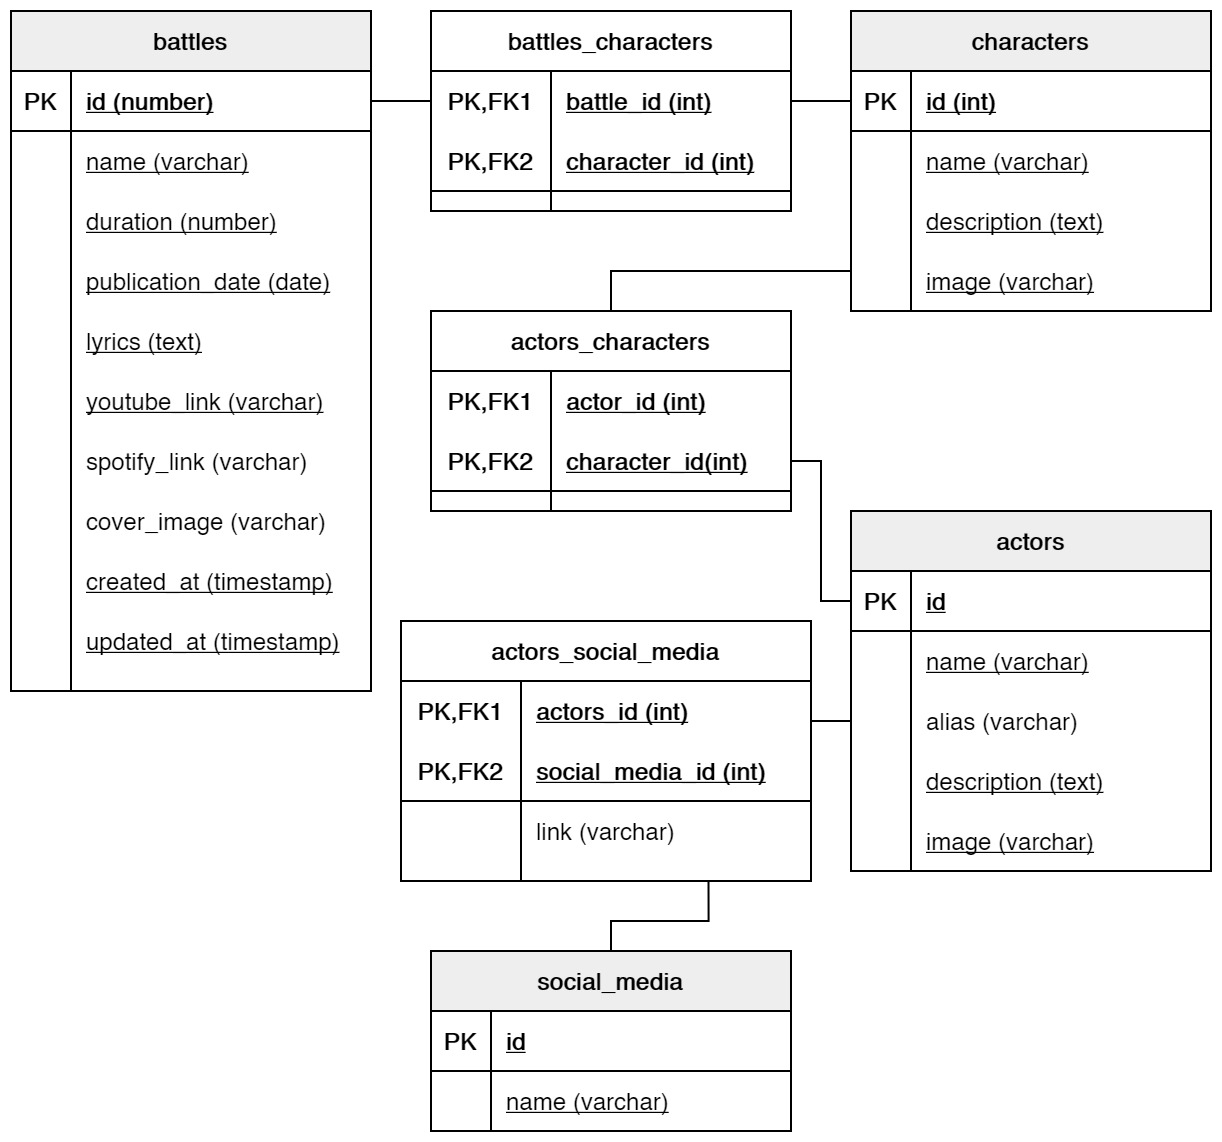 battles
PK id (number)
name (varchar)
duration (number)
publication_date (date)
lyrics (text)
youtube_link (varchar)
spotify_link (varchar)
cover_image (varchar)
created_at (timestamp)
updated_at (timestamp)
battles_characters
PK,FK1 battle_id (int)
PK,FK2 character_id (int)
characters
PK id (int)
name (varchar)
description (text)
image (varchar)
actors_characters
PK,FK1 actor_id (int)
PK,FK2 character_id(int)
actors
PK id
name (varchar)
alias (varchar)
description (text)
image (varchar)
actors_social_media
PK,FK1 actors_id (int)
PK,FK2 social_media_id (int)
link (varchar)
social_media
PK id
name (varchar)